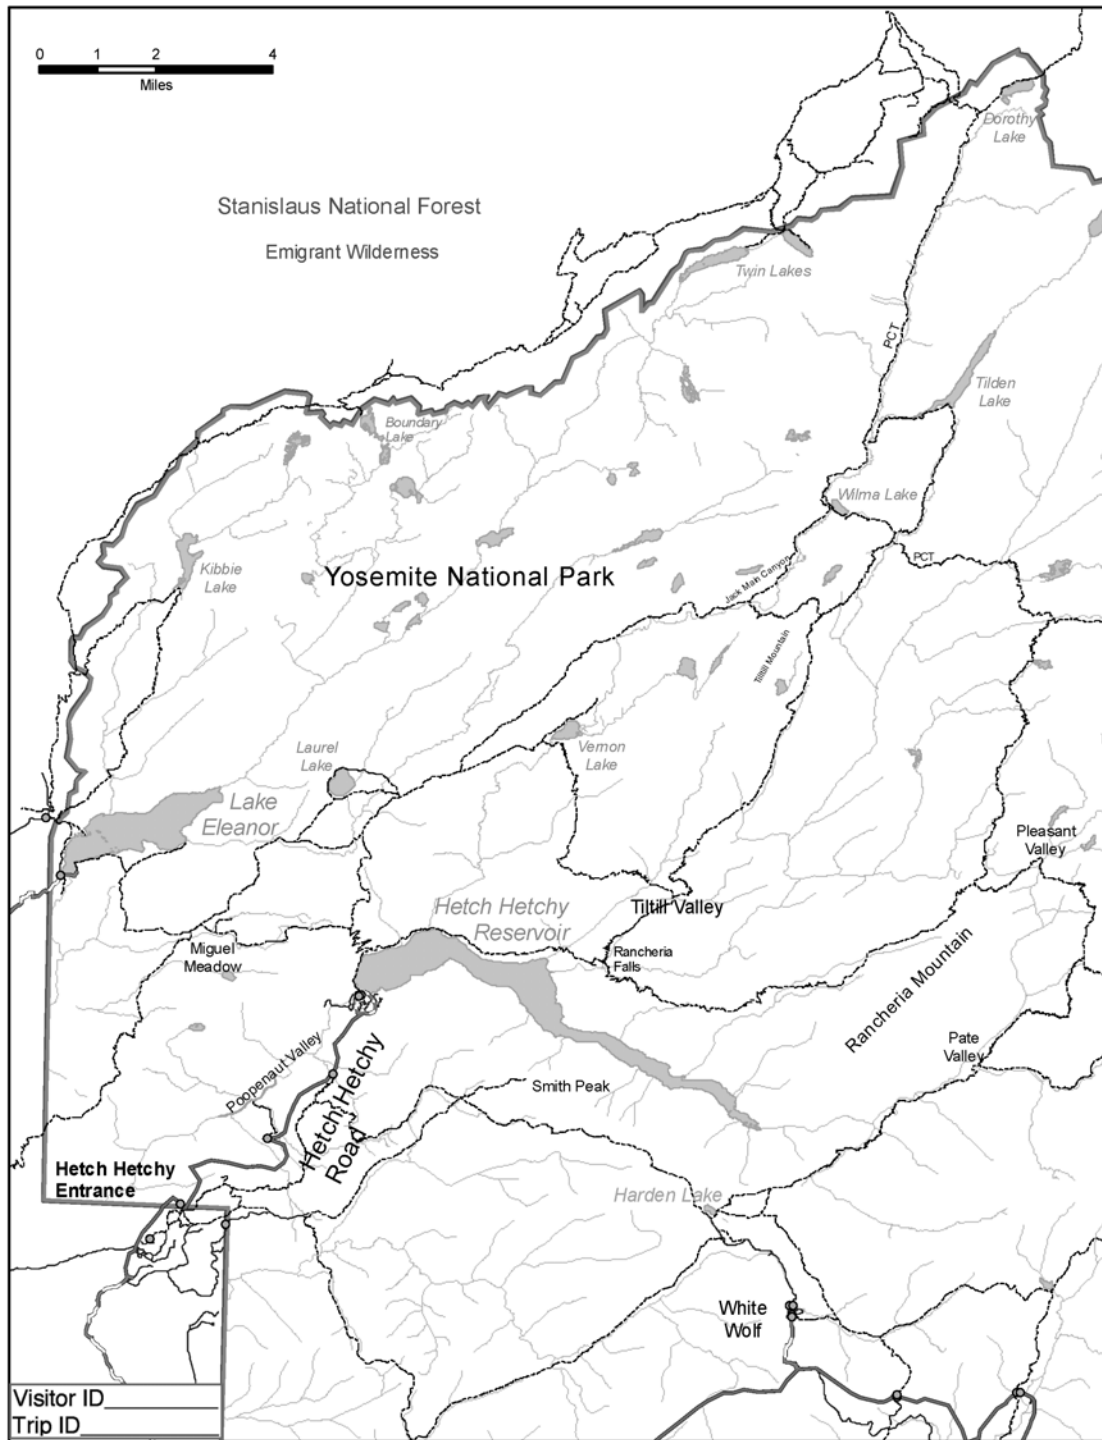 0 1 2 4
Miles
Dorothy
Lake
Stanislaus National Forest
Emigrant Wilderness
Twin Lakes
PCT
Tilden
Lake
Boundary
Lake
Wilma Lake
PCT
Kibbie
Lake
Yosemite National Park
Jack Main Canyon
Tiltill Mountain
Laurel
Lake
Vernon
Lake
Lake
Eleanor
Pleasant
Valley
Hetch Hetchy
Reservoir
Tiltill Valley
Miguel
Meadow
Rancheria
Falls
Rancheria Mountain
Pate
Valley
Poopenaut Valley
Hetch Hetchy
Road
Smith Peak
Hetch Hetchy
Entrance
Harden Lake
White
Wolf
Visitor ID
Trip ID